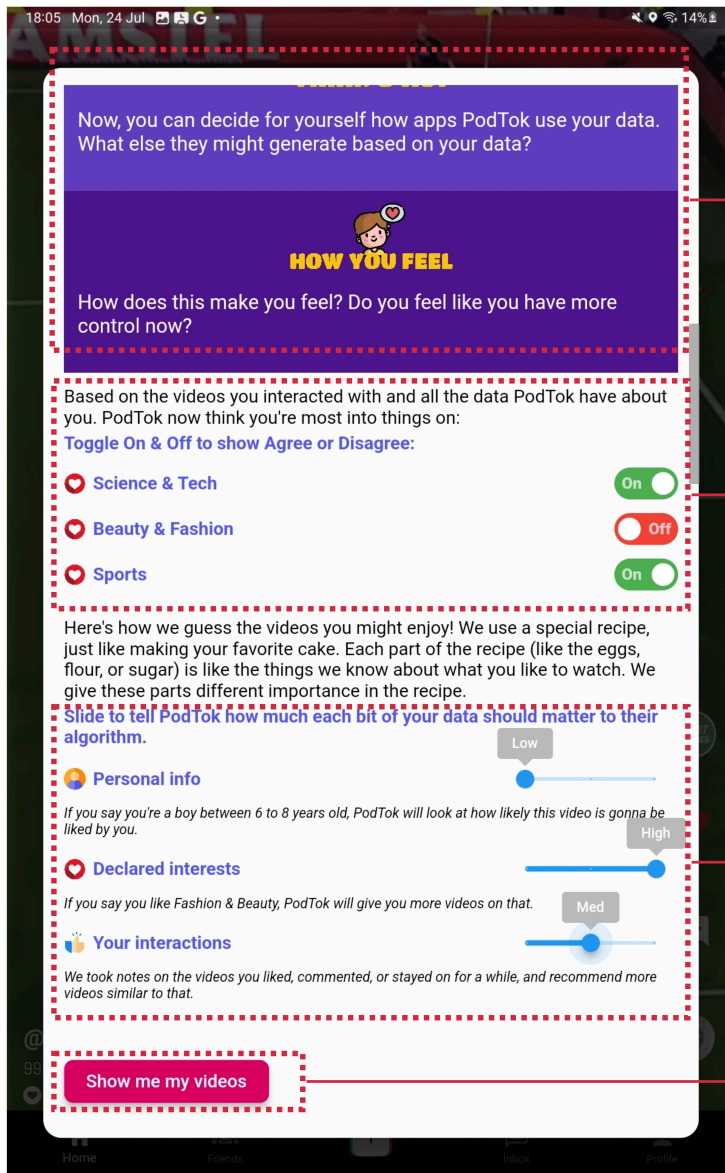 18:05 Mon, 24 Jul G • 14%
AMSTEL
Now, you can decide for yourself how apps PodTok use your data.
What else they might generate based on your data?
HOW YOU FEEL
How does this make you feel? Do you feel like you have more
control now?
Based on the videos you interacted with and all the data PodTok have about
you. PodTok now think you're most into things on:
Toggle On & Off to show Agree or Disagree:
Science & Tech On
Beauty & Fashion Off
Sports On
Here's how we guess the videos you might enjoy! We use a special recipe,
just like making your favorite cake. Each part of the recipe (like the eggs,
flour, or sugar) is like the things we know about what you like to watch. We
give these parts different importance in the recipe.
Slide to tell PodTok how much each bit of your data should matter to their
algorithm.
Low
Personal info
If you say you're a boy between 6 to 8 years old, PodTok will look at how likely this video is gonna be
liked by you.
High
Declared interests
If you say you like Fashion & Beauty, PodTok will give you more videos on that.
Med
Your interactions
We took notes on the videos you liked, commented, or stayed on for a while, and recommend more
videos similar to that.
@
99
Show me my videos
Home Friends Inbox Profile